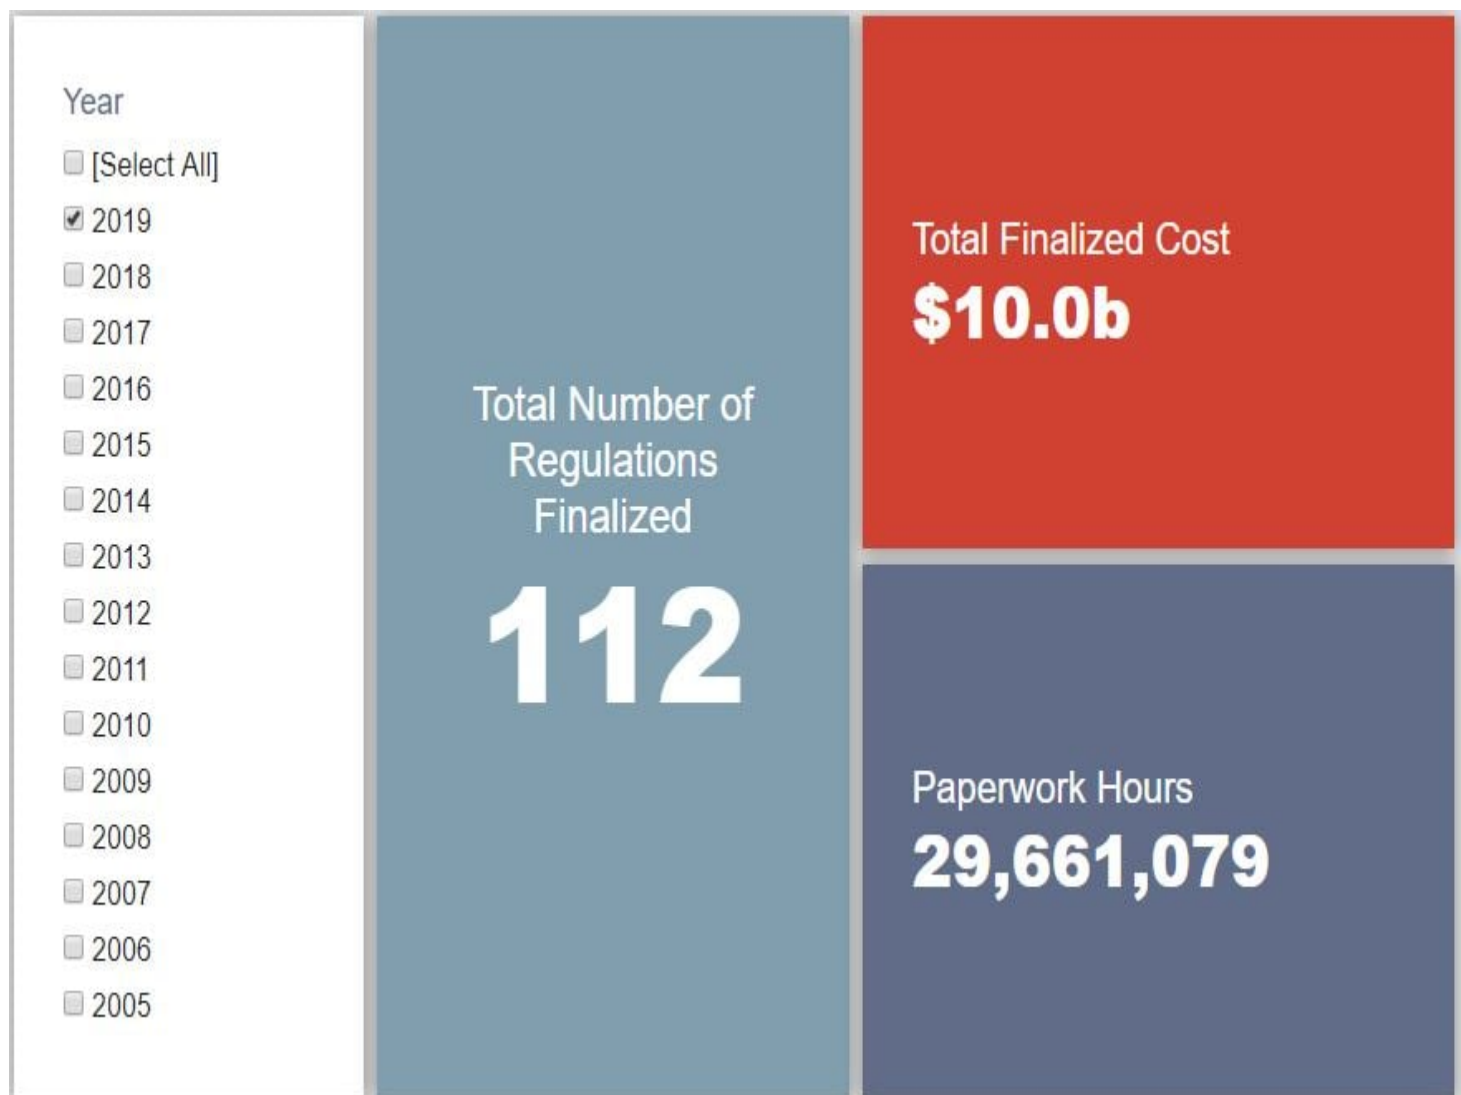 Year
[Select All]
2019
2018
2017
2016
2015
2014
2013
2012
2011
2010
2009
2008
2007
2006
2005
Total Number of
Regulations
Finalized
112
Total Finalized Cost
$10.0b
Paperwork Hours
29,661,079